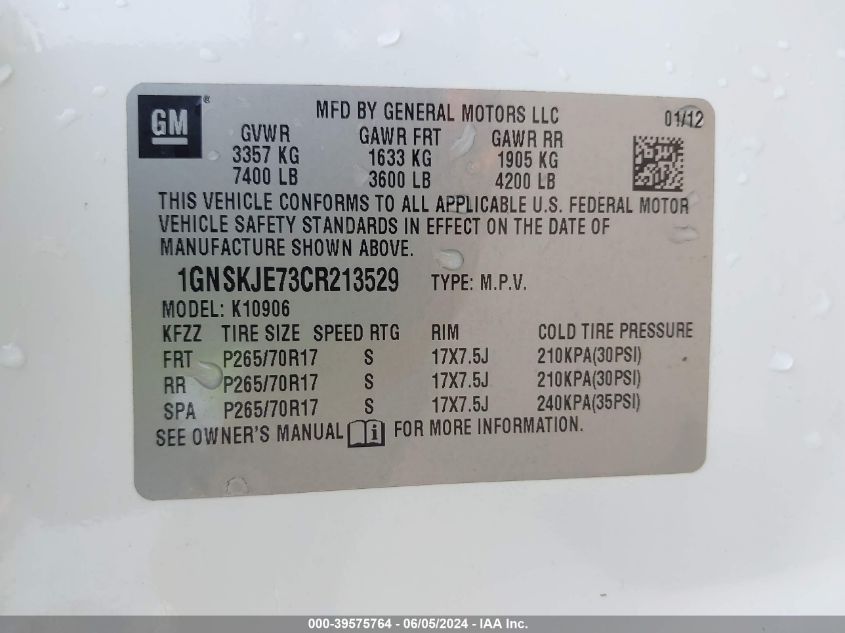 GM
MFD BY GENERAL MOTORS LLC 01/12
GVWR GAWR FRT GAWR RR
3357 KG 1633 KG 1905 KG
7400 LB 3600 LB 4200 LB
THIS VEHICLE CONFORMS TO ALL APPLICABLE U.S. FEDERAL MOTOR
VEHICLE SAFETY STANDARDS IN EFFECT ON THE DATE OF
MANUFACTURE SHOWN ABOVE.
1GNSKJE73CR213529 TYPE: M.P.V.
MODEL: K10906
KFZZ TIRE SIZE SPEED RTG RIM COLD TIRE PRESSURE
FRT P265/70R17 S 17X7.5J 210KPA(30PSI)
RR P265/70R17 S 17X7.5J 210KPA(30PSI)
SPA P265/70R17 S 17X7.5J 240KPA(35PSI)
SEE OWNER'S MANUAL FOR MORE INFORMATION.
000-39575764 - 06/05/2024 - IAA Inc.